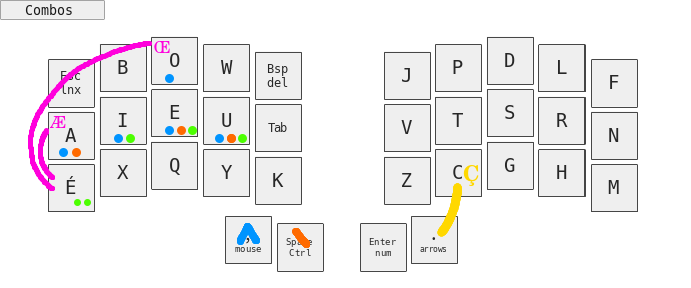 Combos
Esc
lnx
B
O
Œ
W
Bsp
del
J
P
D
L
F
Æ
A
I
E
U
Tab
V
T
S
R
N
É
X
Q
Y
K
Z
C
Ç
G
H
M
mouse
Space
Ctrl
Enter
num
.
arrows